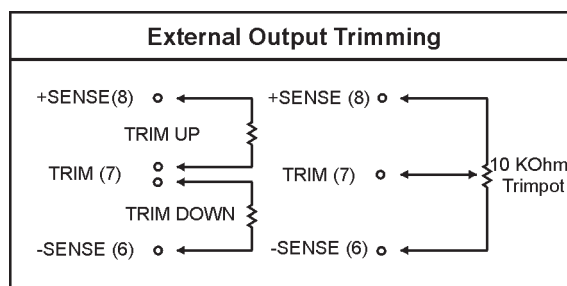 External Output Trimming
+SENSE(8)
TRIM UP
TRIM (7)
TRIM DOWN
-SENSE (6)
+SENSE (8)
TRIM (7)
10 KOhm
Trimpot
-SENSE (6)